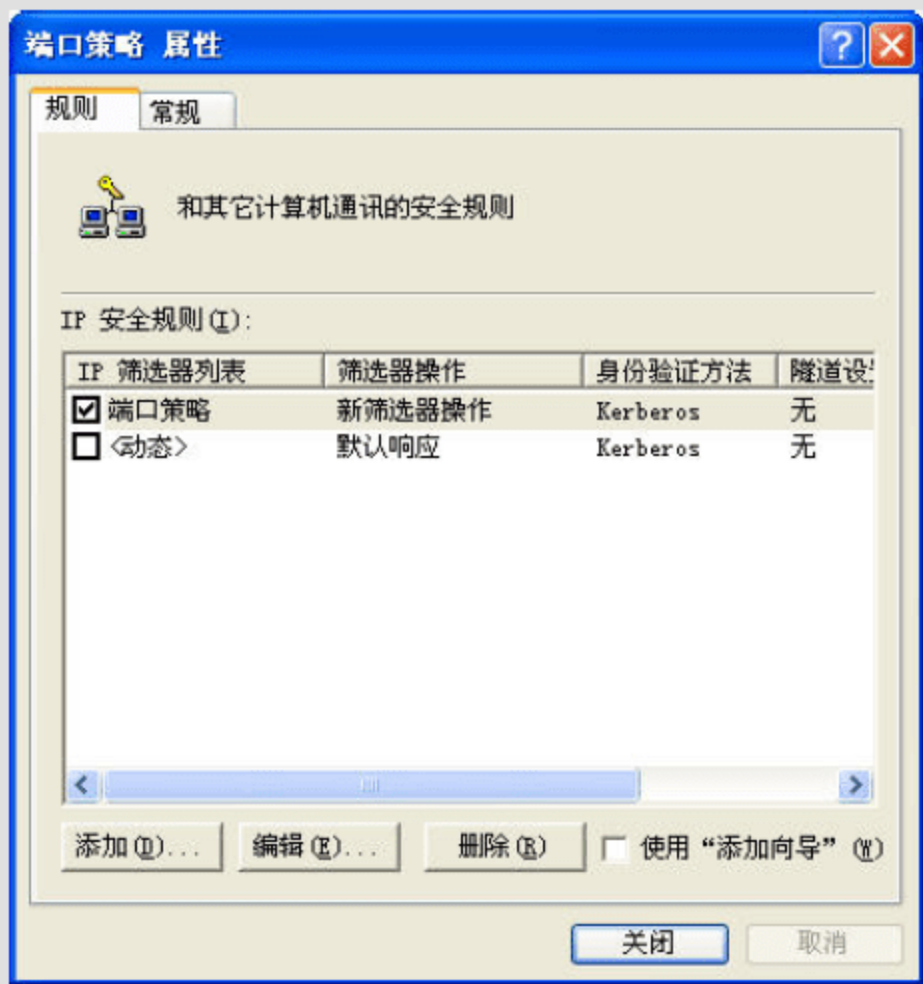 端口策略 属性
规则 常规
和其它计算机通讯的安全规则
IP 安全规则(I):
IP 筛选器列表 筛选器操作 身份验证方法 隧道设
端口策略 新筛选器操作 Kerberos 无
<动态> 默认响应 Kerberos 无
添加(D)... 编辑(E)... 删除(R) 使用“添加向导”(W)
关闭 取消